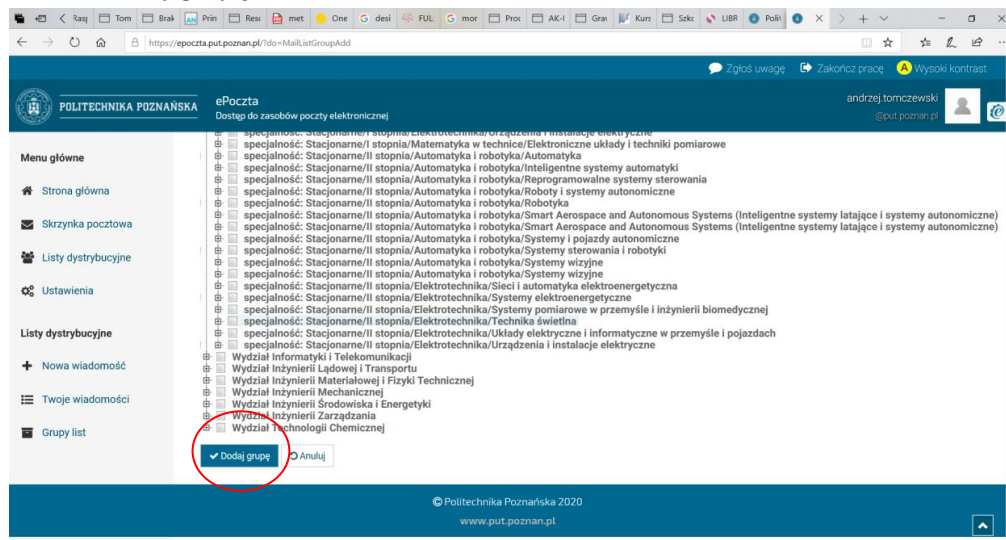 Rasp
Tom
Brak
Prin
Reso
met
One
desi
FUL
mor
Proc
AK-I
Grav
Kurs
Szko
LIBR
Polit
https://epoczta.put.poznan.pl/?do=MailListGroupAdd
Zgłoś uwagę Zakończ pracę A Wysoki kontrast
POLITECHNIKA POZNAŃSKA
ePoczta
Dostęp do zasobów poczty elektronicznej
andrzej.tomczewski
@put.poznan.pl
Menu główne
Strona główna
Skrzynka pocztowa
Listy dystrybucyjne
Ustawienia
Listy dystrybucyjne
Nowa wiadomość
Twoje wiadomości
Grupy list
specjalność: Stacjonarne/I stopnia/Elektrotechnika/Urządzenia i instalacje elektryczne
specjalność: Stacjonarne/I stopnia/Matematyka w technice/Elektroniczne układy i techniki pomiarowe
specjalność: Stacjonarne/II stopnia/Automatyka i robotyka/Automatyka
specjalność: Stacjonarne/II stopnia/Automatyka i robotyka/Inteligentne systemy automatyki
specjalność: Stacjonarne/II stopnia/Automatyka i robotyka/Reprogramowalne systemy sterowania
specjalność: Stacjonarne/II stopnia/Automatyka i robotyka/Roboty i systemy autonomiczne
specjalność: Stacjonarne/II stopnia/Automatyka i robotyka/Robotyka
specjalność: Stacjonarne/II stopnia/Automatyka i robotyka/Smart Aerospace and Autonomous Systems (Inteligentne systemy latające i systemy autonomiczne)
specjalność: Stacjonarne/II stopnia/Automatyka i robotyka/Smart Aerospace and Autonomous Systems (Inteligentne systemy latające i systemy autonomiczne)
specjalność: Stacjonarne/II stopnia/Automatyka i robotyka/Systemy i pojazdy autonomiczne
specjalność: Stacjonarne/II stopnia/Automatyka i robotyka/Systemy sterowania i robotyki
specjalność: Stacjonarne/II stopnia/Automatyka i robotyka/Systemy wizyjne
specjalność: Stacjonarne/II stopnia/Automatyka i robotyka/Systemy wizyjne
specjalność: Stacjonarne/II stopnia/Elektrotechnika/Sieci i automatyka elektroenergetyczna
specjalność: Stacjonarne/II stopnia/Elektrotechnika/Systemy elektroenergetyczne
specjalność: Stacjonarne/II stopnia/Elektrotechnika/Systemy pomiarowe w przemyśle i inżynierii biomedycznej
specjalność: Stacjonarne/II stopnia/Elektrotechnika/Technika świetlna
specjalność: Stacjonarne/II stopnia/Elektrotechnika/Układy elektryczne i informatyczne w przemyśle i pojazdach
specjalność: Stacjonarne/II stopnia/Elektrotechnika/Urządzenia i instalacje elektryczne
Wydział Informatyki i Telekomunikacji
Wydział Inżynierii Lądowej i Transportu
Wydział Inżynierii Materiałowej i Fizyki Technicznej
Wydział Inżynierii Mechanicznej
Wydział Inżynierii Środowiska i Energetyki
Wydział Inżynierii Zarządzania
Wydział Technologii Chemicznej
Dodaj grupę Anuluj
© Politechnika Poznańska 2020
www.put.poznan.pl